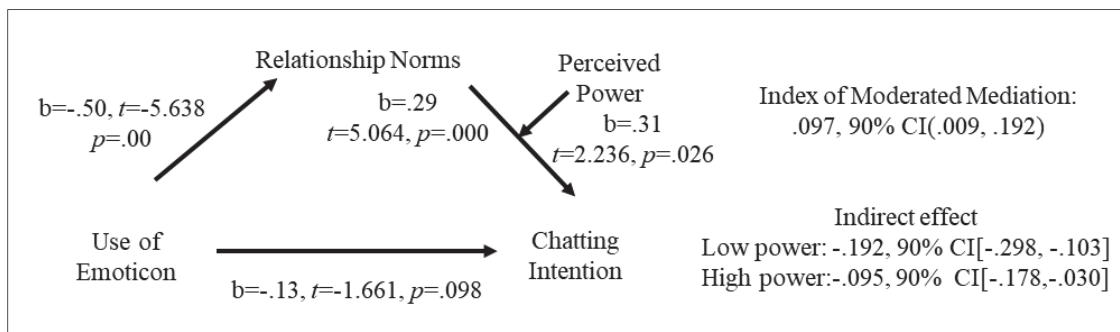 Relationship Norms
b=-.50, t=-5.638
p=.00
b=.29
t=5.064, p=.000
Perceived
Power
b=.31
t=2.236, p=.026
Index of Moderated Mediation:
.097, 90% CI(.009, .192)
Use of
Emoticon
b=-.13, t=-1.661, p=.098
Chatting
Intention
Indirect effect
Low power: -.192, 90% CI[-.298, -.103]
High power:-.095, 90% CI[-.178,-.030]